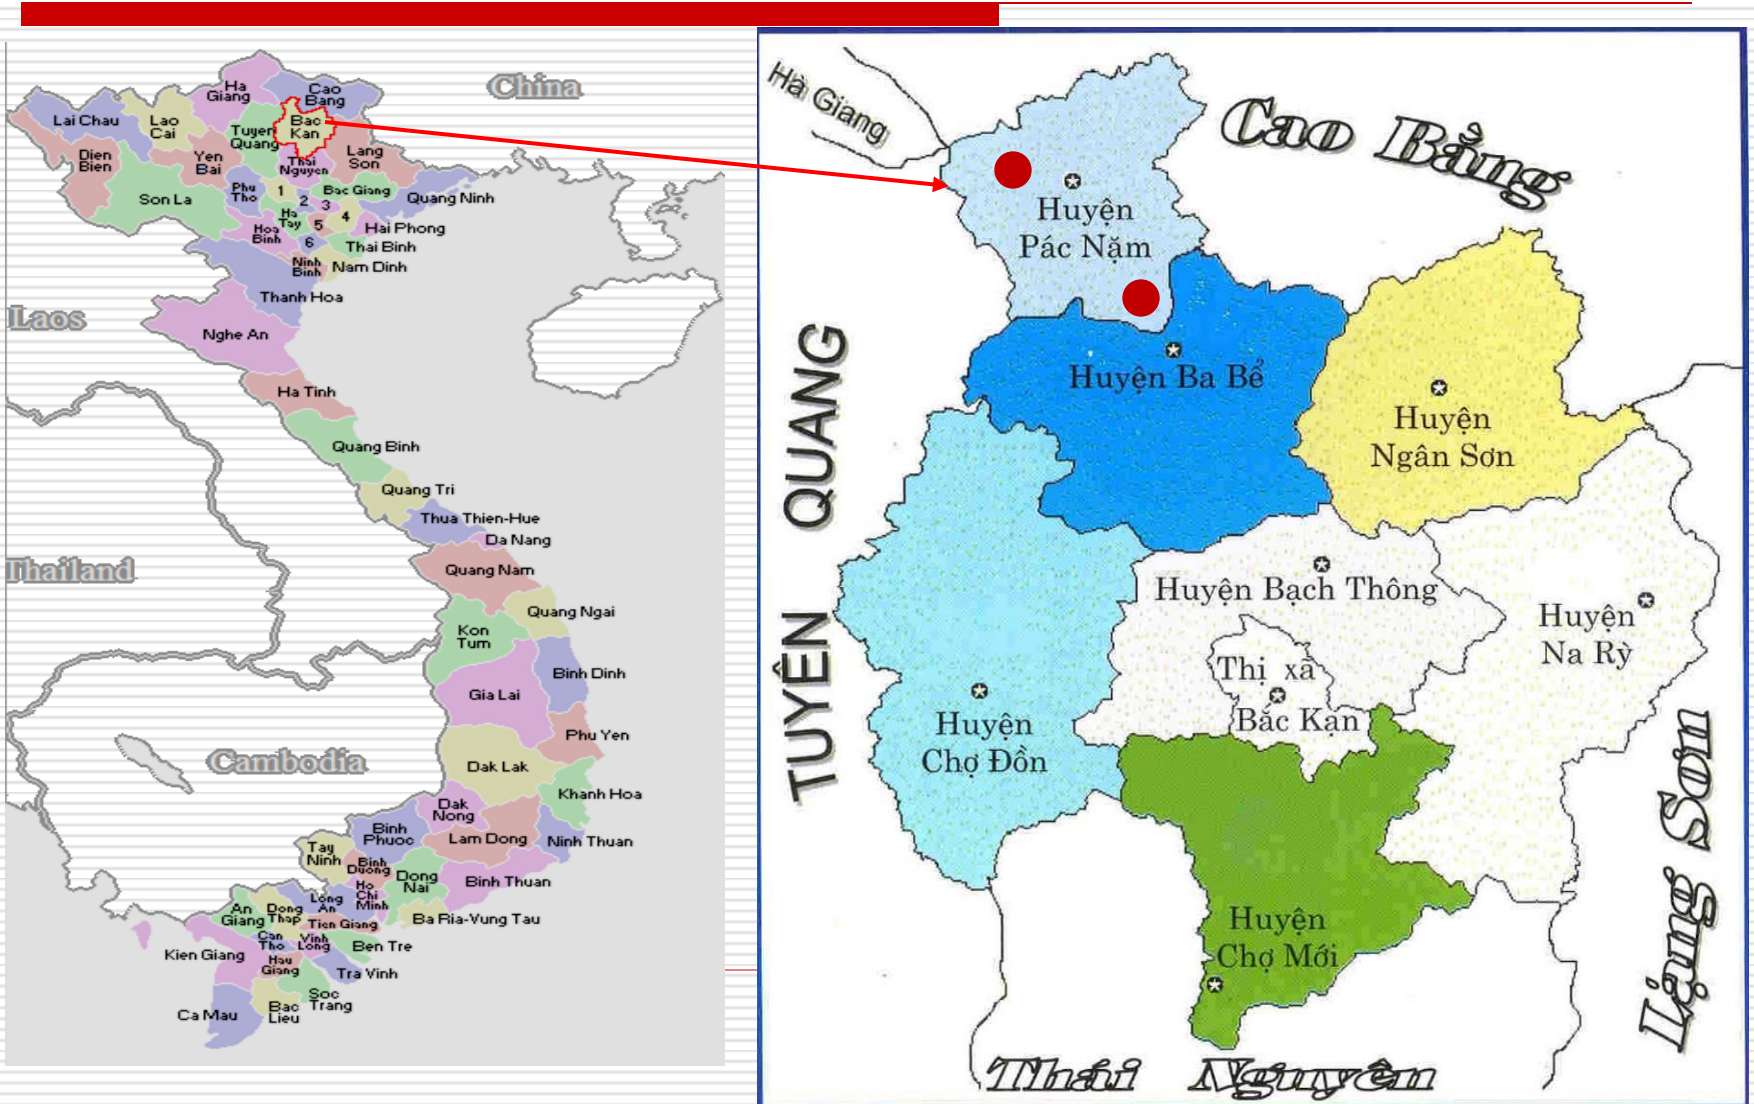 China
Ha
Giang
Cao
Bang
Lai Chau
Lao
Cai
Bac
Kan
Tuyen
Quang
Dien
Bien
Yen
Bai
Thai
Nguyen
Lang
Son
Son La
Phu
Tho
1
2
3
4
5
6
Bac Giang
Quang Ninh
Ha
Tay
Hoa
Binh
Hai Phong
Thai Binh
Ninh
Binh
Nam Dinh
Thanh Hoa
Laos
Nghe An
Ha Tinh
Quang Binh
Quang Tri
Thua Thien-Hue
Da Nang
Thailand
Quang Nam
Quang Ngai
Kon
Tum
Gia Lai
Binh Dinh
Phu Yen
Cambodia
Dak Lak
Khanh Hoa
Dak
Nong
Binh
Phuoc
Lam Dong
Ninh Thuan
Tay
Ninh
Binh
Duong
Dong
Nai
Binh Thuan
Ho
Chi
Minh
Long
An
An
Giang
Dong
Thap
Tien Giang
Ba Ria-Vung Tau
Can
Tho
Vinh
Long
Ben Tre
Kien Giang
Hau
Giang
Tra Vinh
Soc
Trang
Bac
Lieu
Ca Mau
Hà Giang
Cao Bằng
Huyện
Pác Nặm
Huyện Ba Bể
Huyện
Ngân Sơn
TUYÊN QUANG
Huyện Bạch Thông
Huyện
Na Rỳ
Thị xã
Bắc Kạn
Huyện
Chợ Đồn
Huyện
Chợ Mới
Lạng Sơn
Thái Nguyên